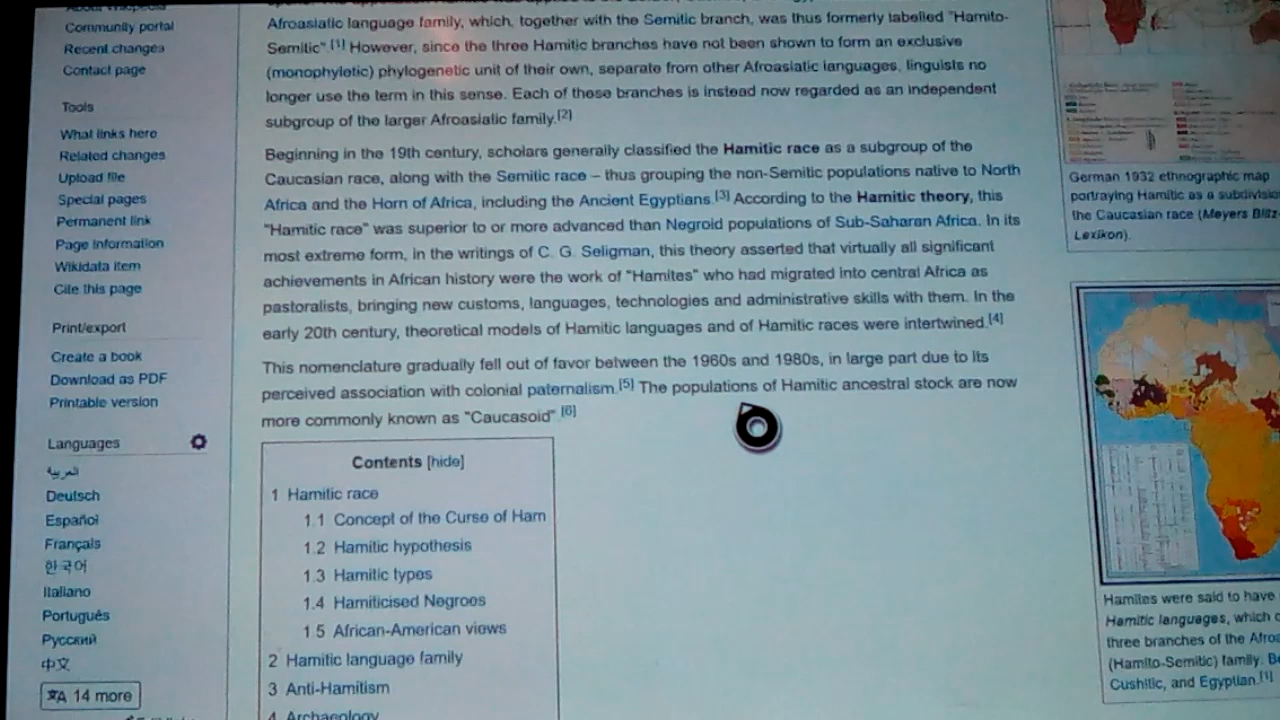 About Wikipedia
Community portal
Recent changes
Contact page
Tools
What links here
Related changes
Upload file
Special pages
Permanent link
Page information
Wikidata item
Cite this page
Print/export
Create a book
Download as PDF
Printable version
Languages
العربية
Deutsch
Español
Français
한국어
Italiano
Português
Русский
中文
14 more
Afroasiatic language family, which, together with the Semitic branch, was thus formerly labelled "Hamito-
Semitic".[1] However, since the three Hamitic branches have not been shown to form an exclusive
(monophyletic) phylogenetic unit of their own, separate from other Afroasiatic languages, linguists no
longer use the term in this sense. Each of these branches is instead now regarded as an independent
subgroup of the larger Afroasiatic family.[2]
Beginning in the 19th century, scholars generally classified the Hamitic race as a subgroup of the
Caucasian race, along with the Semitic race – thus grouping the non-Semitic populations native to North
Africa and the Horn of Africa, including the Ancient Egyptians.[3] According to the Hamitic theory, this
"Hamitic race" was superior to or more advanced than Negroid populations of Sub-Saharan Africa. In its
most extreme form, in the writings of C. G. Seligman, this theory asserted that virtually all significant
achievements in African history were the work of "Hamites" who had migrated into central Africa as
pastoralists, bringing new customs, languages, technologies and administrative skills with them. In the
early 20th century, theoretical models of Hamitic languages and of Hamitic races were intertwined.[4]
This nomenclature gradually fell out of favor between the 1960s and 1980s, in large part due to its
perceived association with colonial paternalism.[5] The populations of Hamitic ancestral stock are now
more commonly known as "Caucasoid".[6]
Contents [hide]
1 Hamitic race
1.1 Concept of the Curse of Ham
1.2 Hamitic hypothesis
1.3 Hamitic types
1.4 Hamiticised Negroes
1.5 African-American views
2 Hamitic language family
3 Anti-Hamitism
4 Archaeology
German 1932 ethnographic map
portraying Hamitic as a subdivisio
the Caucasian race (Meyers Blitz-
Lexikon).
Hamites were said to have
Hamitic languages, which c
three branches of the Afroa
(Hamito-Semitic) family: Be
Cushitic, and Egyptian.[1]